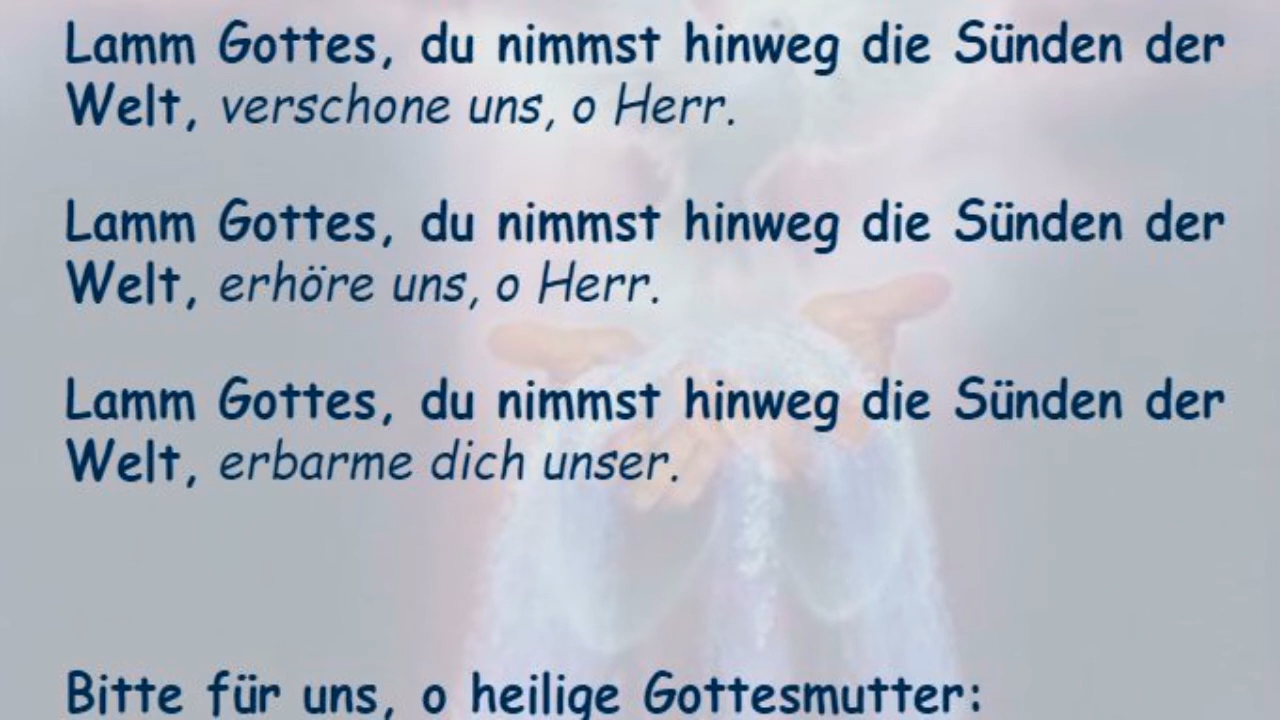 Lamm Gottes, du nimmst hinweg die Sünden der
Welt, verschone uns, o Herr.
Lamm Gottes, du nimmst hinweg die Sünden der
Welt, erhöre uns, o Herr.
Lamm Gottes, du nimmst hinweg die Sünden der
Welt, erbarme dich unser.
Bitte für uns, o heilige Gottesmutter: